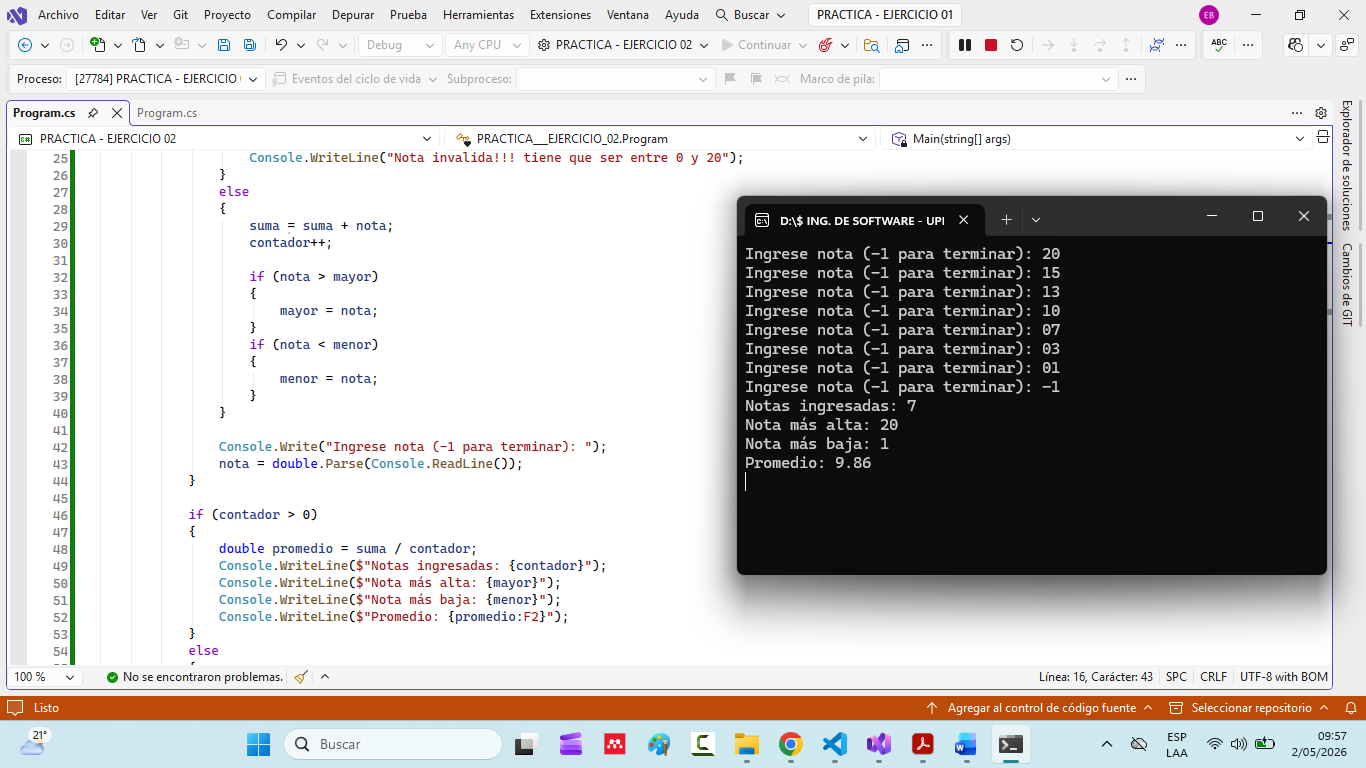 Archivo Editar Ver Git Proyecto Compilar Depurar Prueba Herramientas Extensiones Ventana Ayuda Buscar PRACTICA - EJERCICIO 01 EB
Debug Any CPU PRACTICA - EJERCICIO 02 Continuar ABC
Proceso: [27784] PRACTICA - EJERCICIO Eventos del ciclo de vida Subproceso: Marco de pila:
Program.cs Program.cs
PRACTICA - EJERCICIO 02 PRACTICA___EJERCICIO_02.Program Main(string[] args)
25 Console.WriteLine("Nota invalida!!! tiene que ser entre 0 y 20");
26 }
27 else
28 {
29 suma = suma + nota;
30 contador++;
31
32 if (nota > mayor)
33 {
34 mayor = nota;
35 }
36 if (nota < menor)
37 {
38 menor = nota;
39 }
40 }
41
42 Console.Write("Ingrese nota (-1 para terminar): ");
43 nota = double.Parse(Console.ReadLine());
44 }
45
46 if (contador > 0)
47 {
48 double promedio = suma / contador;
49 Console.WriteLine($"Notas ingresadas: {contador}");
50 Console.WriteLine($"Nota más alta: {mayor}");
51 Console.WriteLine($"Nota más baja: {menor}");
52 Console.WriteLine($"Promedio: {promedio:F2}");
53 }
54 else
D:\$ ING. DE SOFTWARE - UPI
Ingrese nota (-1 para terminar): 20
Ingrese nota (-1 para terminar): 15
Ingrese nota (-1 para terminar): 13
Ingrese nota (-1 para terminar): 10
Ingrese nota (-1 para terminar): 07
Ingrese nota (-1 para terminar): 03
Ingrese nota (-1 para terminar): 01
Ingrese nota (-1 para terminar): -1
Notas ingresadas: 7
Nota más alta: 20
Nota más baja: 1
Promedio: 9.86
Explorador de soluciones
Cambios de GIT
100 % No se encontraron problemas. Línea: 16, Carácter: 43 SPC CRLF UTF-8 with BOM
Listo Agregar al control de código fuente Seleccionar repositorio
21° Buscar ESP 09:57
LAA 2/05/2026